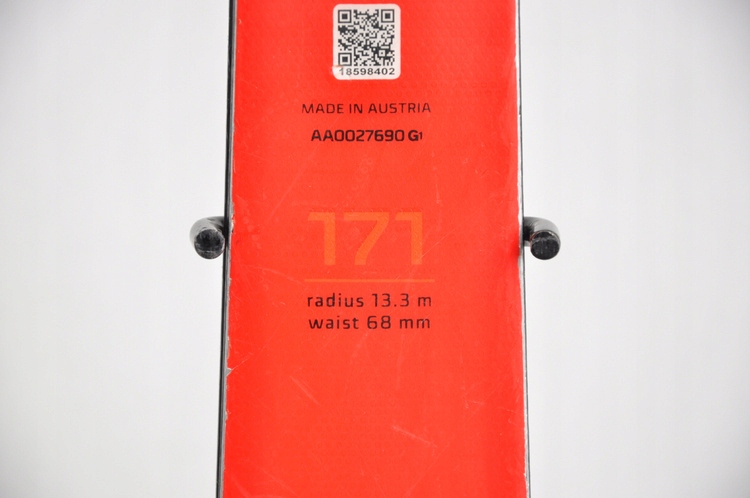 18598402
MADE IN AUSTRIA
AA0027690 G1
171
radius 13.3 m
waist 68 mm